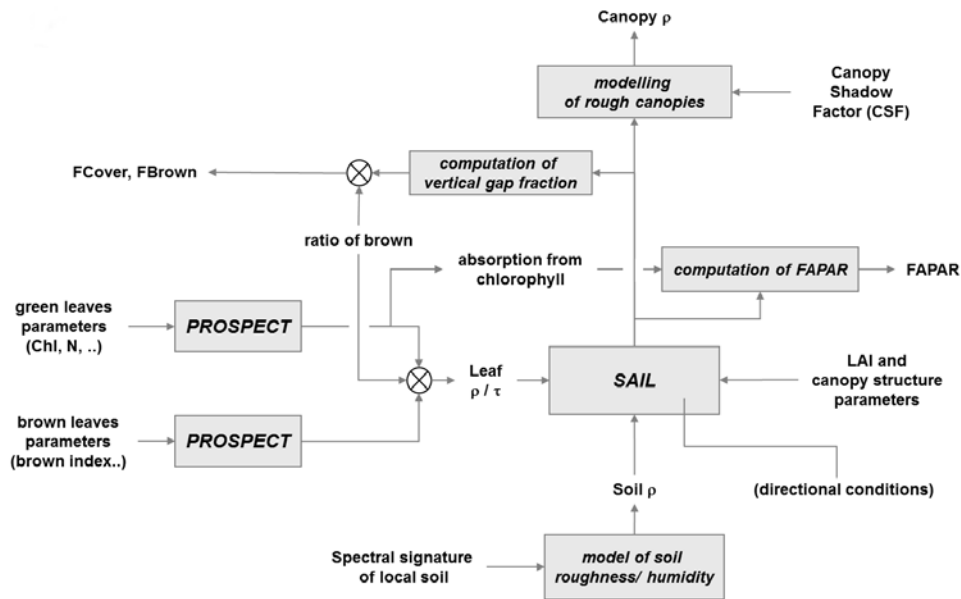 Canopy ρ
modelling
of rough canopies
Canopy
Shadow
Factor (CSF)
FCover, FBrown
computation of
vertical gap fraction
ratio of brown
absorption from
chlorophyll
computation of FAPAR
FAPAR
green leaves
parameters
(Chl, N, ..)
PROSPECT
Leaf
ρ / τ
SAIL
LAI and
canopy structure
parameters
brown leaves
parameters
(brown index..)
PROSPECT
Soil ρ
(directional conditions)
Spectral signature
of local soil
model of soil
roughness/ humidity